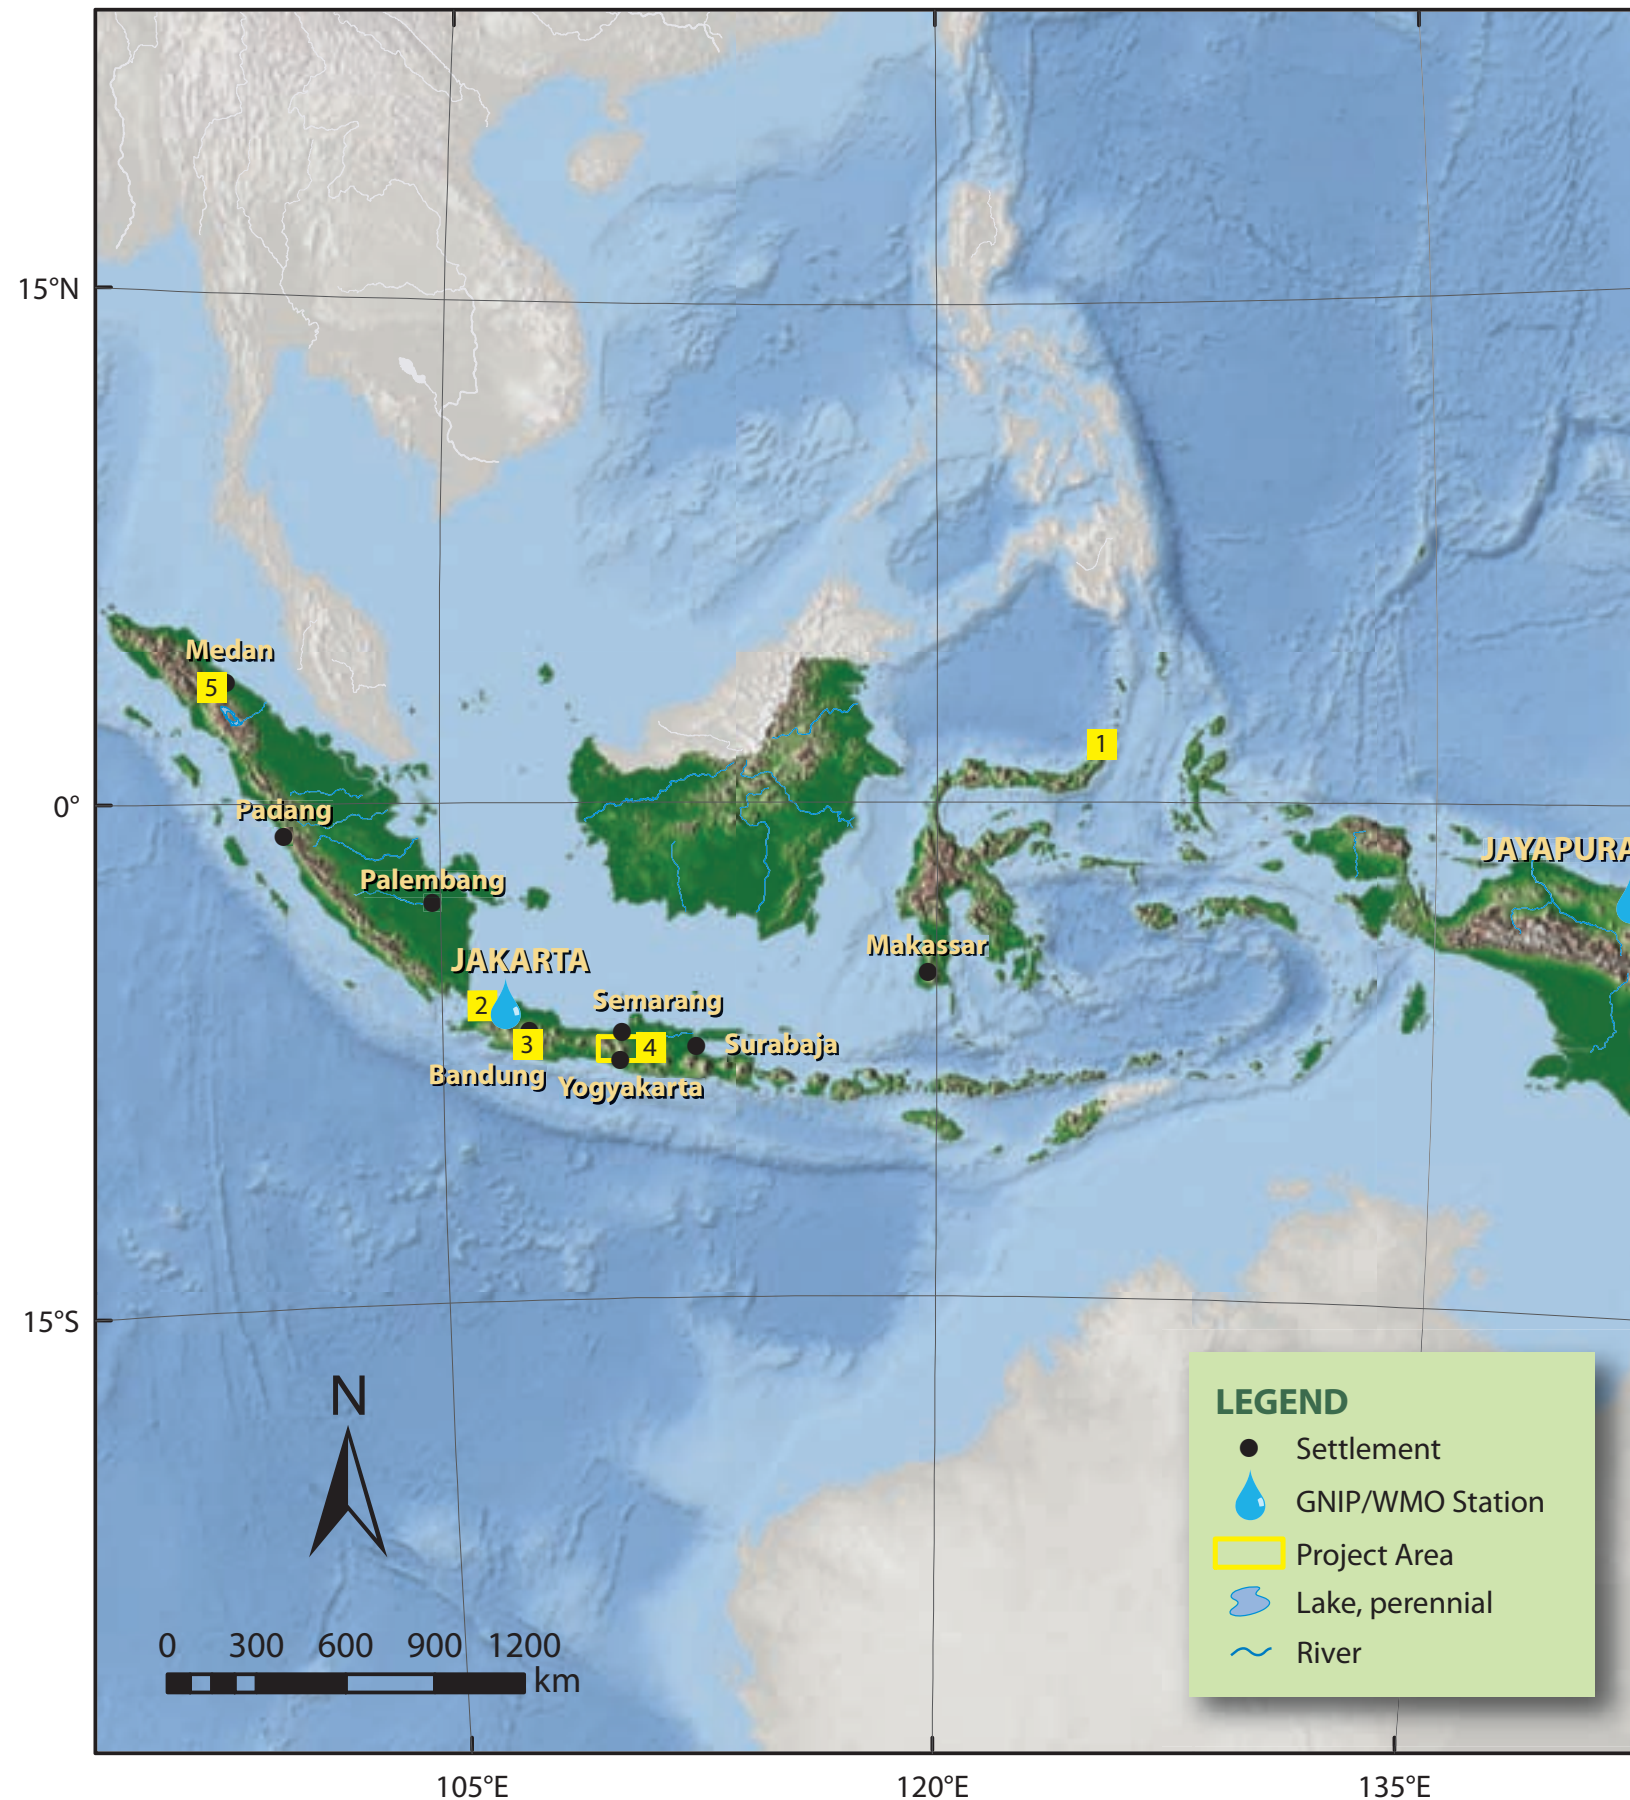 15°N
Medan
5
1
0°
Padang
JAYAPURA
Palembang
Makassar
JAKARTA
2
Semarang
3
4
Surabaja
Bandung
Yogyakarta
15°S
N
LEGEND
Settlement
GNIP/WMO Station
Project Area
Lake, perennial
River
0 300 600 900 1200
km
105°E 120°E 135°E